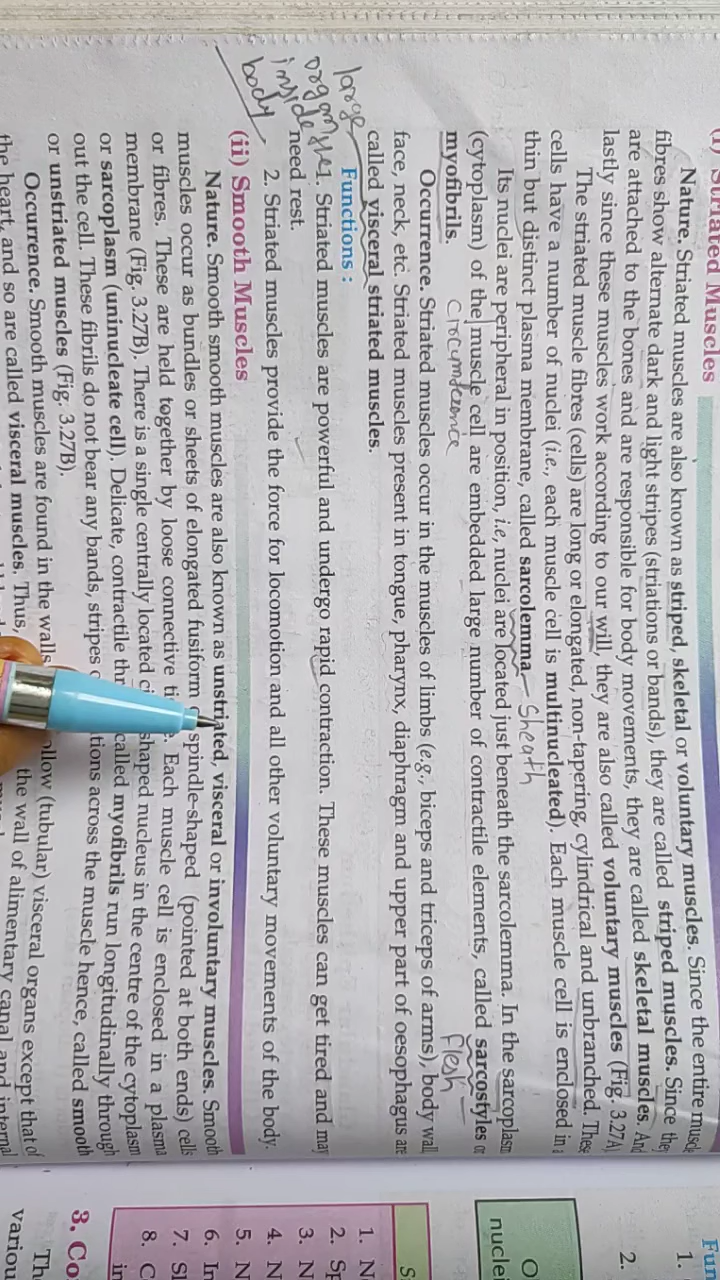 Striated Muscles
Nature. Striated muscles are also known as striped, skeletal or voluntary muscles. Since the entire muscle
fibres show alternate dark and light stripes (striations or bands), they are called striped muscles. Since they
are attached to the bones and are responsible for body movements, they are called skeletal muscles. And
lastly since these muscles work according to our will, they are also called voluntary muscles (Fig. 3.27A).
The striated muscle fibres (cells) are long or elongated, non-tapering, cylindrical and unbranched. These
cells have a number of nuclei (i.e., each muscle cell is multinucleated). Each muscle cell is enclosed in a
thin but distinct plasma membrane, called sarcolemma. Sheath
Its nuclei are peripheral in position, i.e, nuclei are located just beneath the sarcolemma. In the sarcoplasm
(cytoplasm) of the muscle cell are embedded large number of contractile elements, called sarcostyles or
myofibrils. Circumference flesh
Occurrence. Striated muscles occur in the muscles of limbs (e.g., biceps and triceps of arms), body wall,
face, neck, etc. Striated muscles present in tongue, pharynx, diaphragm and upper part of oesophagus are
called visceral striated muscles.
large
organ
inside
body
Functions :
1. Striated muscles are powerful and undergo rapid contraction. These muscles can get tired and may
need rest.
2. Striated muscles provide the force for locomotion and all other voluntary movements of the body.
(ii) Smooth Muscles
Nature. Smooth smooth muscles are also known as unstriated, visceral or involuntary muscles. Smooth
muscles occur as bundles or sheets of elongated fusiform spindle-shaped (pointed at both ends) cells
or fibres. These are held together by loose connective Each muscle cell is enclosed in a plasma
membrane (Fig. 3.27B). There is a single centrally located shaped nucleus in the centre of the cytoplasm
or sarcoplasm (uninucleate cell). Delicate, contractile called myofibrils run longitudinally through
out the cell. These fibrils do not bear any bands, stripes across the muscle hence, called smooth
or unstriated muscles (Fig. 3.27B).
Occurrence. Smooth muscles are found in the walls (tubular) visceral organs except that of
the heart, and so are called visceral muscles. Thus, the wall of alimentary canal and internal
1.
2.
1. N
2. Sp
3. N
4. N
5. N
6. In
7. Sl
8. C
3. Co